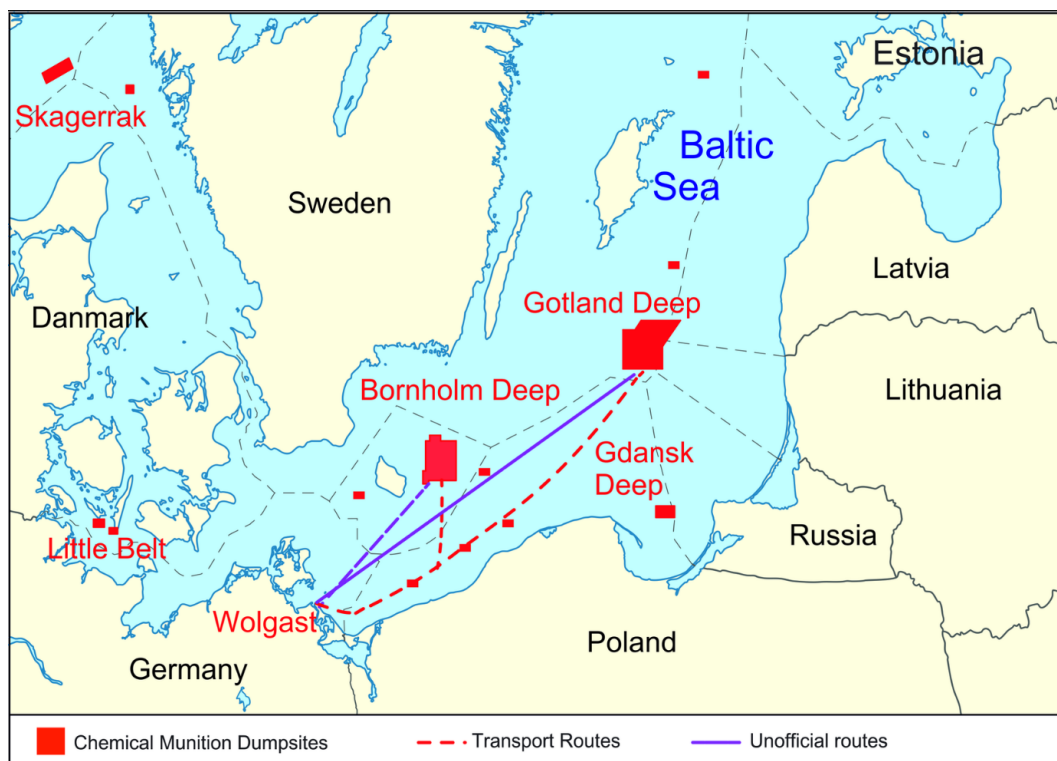 Estonia
Skagerrak
Baltic
Sea
Sweden
Latvia
Gotland Deep
Danmark
Bornholm Deep
Lithuania
Gdansk
Deep
Russia
Little Belt
Wolgast
Poland
Germany
Chemical Munition Dumpsites
Transport Routes
Unofficial routes